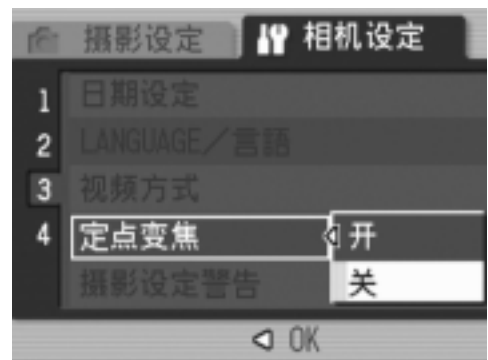 摄影设定 相机设定
1 日期设定
2 LANGUAGE／言語
3 视频方式
4 定点变焦 开
摄影设定警告 关
OK